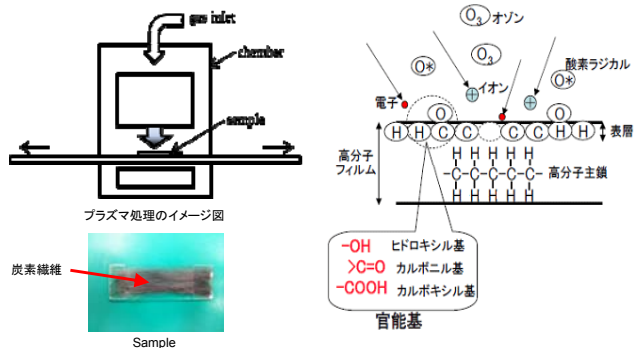 gas inlet
chamber
sample
プラズマ処理のイメージ図
炭素繊維
Sample
O₃ オゾン
O₃
O*
酸素ラジカル
O*
イオン
電子
O
O
H H C C C C H H
表層
高分子
フィルム
H H H H H
-C-C-C-C-C-
高分子主鎖
H H H H H
-OH ヒドロキシル基
>C=O カルボニル基
-COOH カルボキシル基
官能基